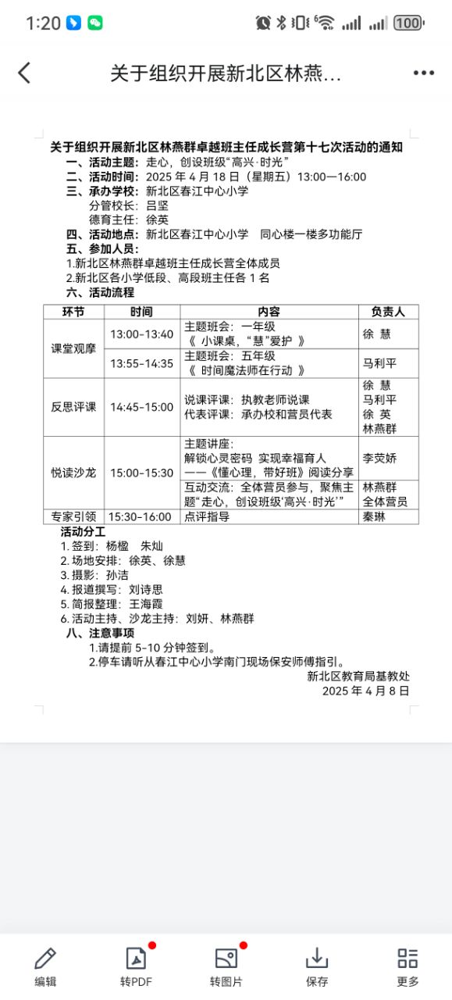 1:20
6
100
关于组织开展新北区林燕...
关于组织开展新北区林燕群卓越班主任成长营第十七次活动的通知
一、活动主题：走心，创设班级“高兴·时光”
二、活动时间：2025 年 4 月 18 日（星期五）13:00—16:00
三、承办学校：新北区春江中心小学
分管校长：吕坚
德育主任：徐英
四、活动地点：新北区春江中心小学 同心楼一楼多功能厅
五、参加人员：
1.新北区林燕群卓越班主任成长营全体成员
2.新北区各小学低段、高段班主任各 1 名
六、活动流程
环节 时间 内容 负责人
课堂观摩
13:00-13:40
主题班会：一年级
《 小课桌，“慧”爱护 》
徐 慧
13:55-14:35
主题班会：五年级
《 时间魔法师在行动 》
马利平
反思评课
14:45-15:00
说课评课：执教老师说课
代表评课：承办校和营员代表
徐 慧
马利平
徐 英
林燕群
悦读沙龙
15:00-15:30
主题讲座：
解锁心灵密码 实现幸福育人
——《懂心理，带好班》阅读分享
李荧娇
互动交流：全体营员参与，聚焦主
题“走心，创设班级‘高兴·时光’”
林燕群
全体营员
专家引领 15:30-16:00 点评指导 秦琳
活动分工
1. 签到：杨楹 朱灿
2. 场地安排：徐英、徐慧
3. 摄影：孙洁
4. 报道撰写：刘诗思
5. 简报整理：王海霞
6. 活动主持、沙龙主持：刘妍、林燕群
八、注意事项
1.请提前 5-10 分钟签到。
2.停车请听从春江中心小学南门现场保安师傅指引。
新北区教育局基教处
2025 年 4 月 8 日
编辑 转PDF 转图片 保存 更多